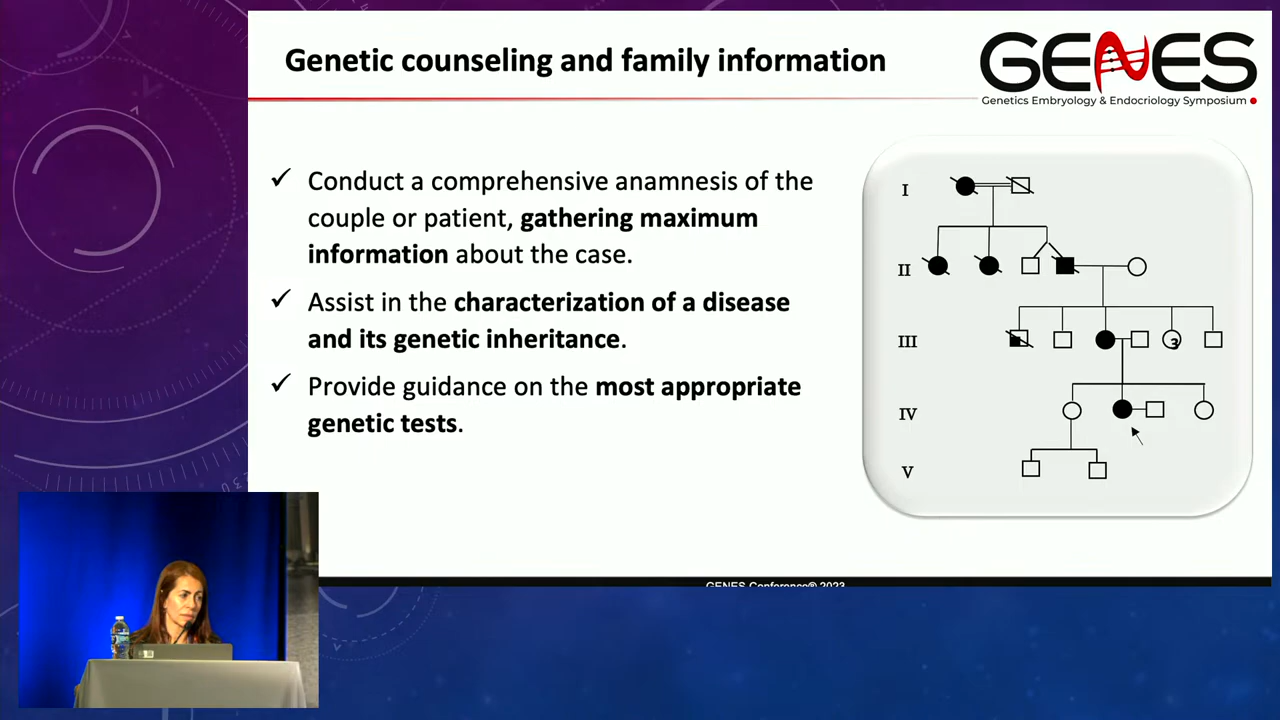 Genetic counseling and family information
GENES
Genetics Embryology & Endocriology Symposium
✓ Conduct a comprehensive anamnesis of the
couple or patient, gathering maximum
information about the case.
✓ Assist in the characterization of a disease
and its genetic inheritance.
✓ Provide guidance on the most appropriate
genetic tests.
I
II
III
3
IV
V
GENES Conference® 2023